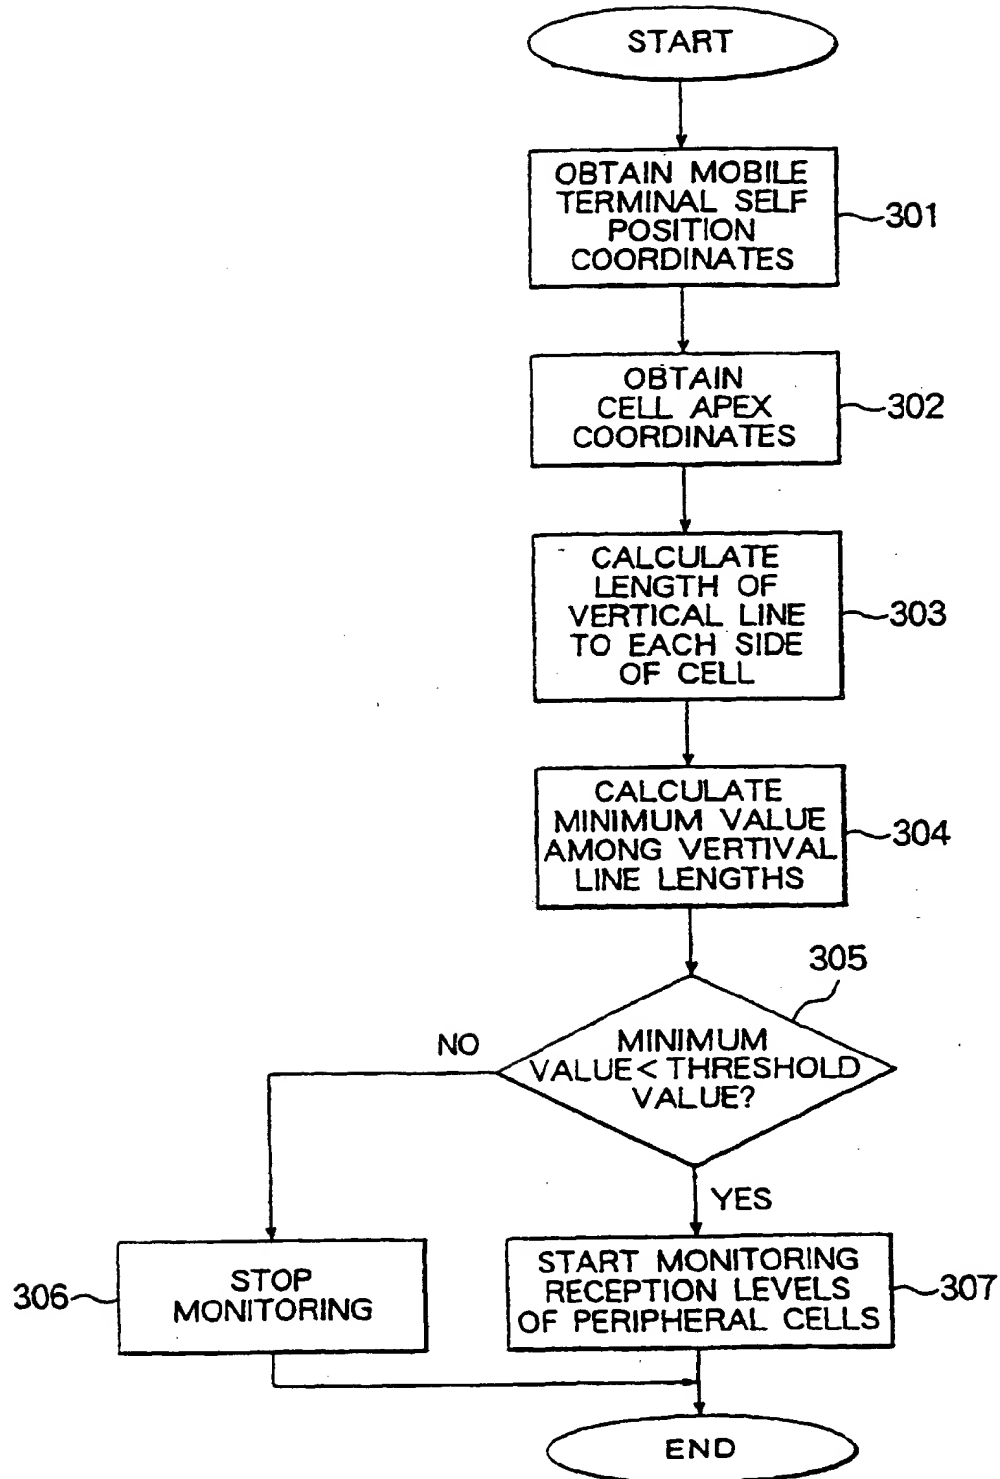 START
OBTAIN MOBILE
TERMINAL SELF
POSITION
COORDINATES
301
OBTAIN
CELL APEX
COORDINATES
302
CALCULATE
LENGTH OF
VERTICAL LINE
TO EACH SIDE
OF CELL
303
CALCULATE
MINIMUM VALUE
AMONG VERTIVAL
LINE LENGTHS
304
305
MINIMUM
VALUE < THRESHOLD
VALUE?
NO
YES
STOP
MONITORING
306
START MONITORING
RECEPTION LEVELS
OF PERIPHERAL CELLS
307
END